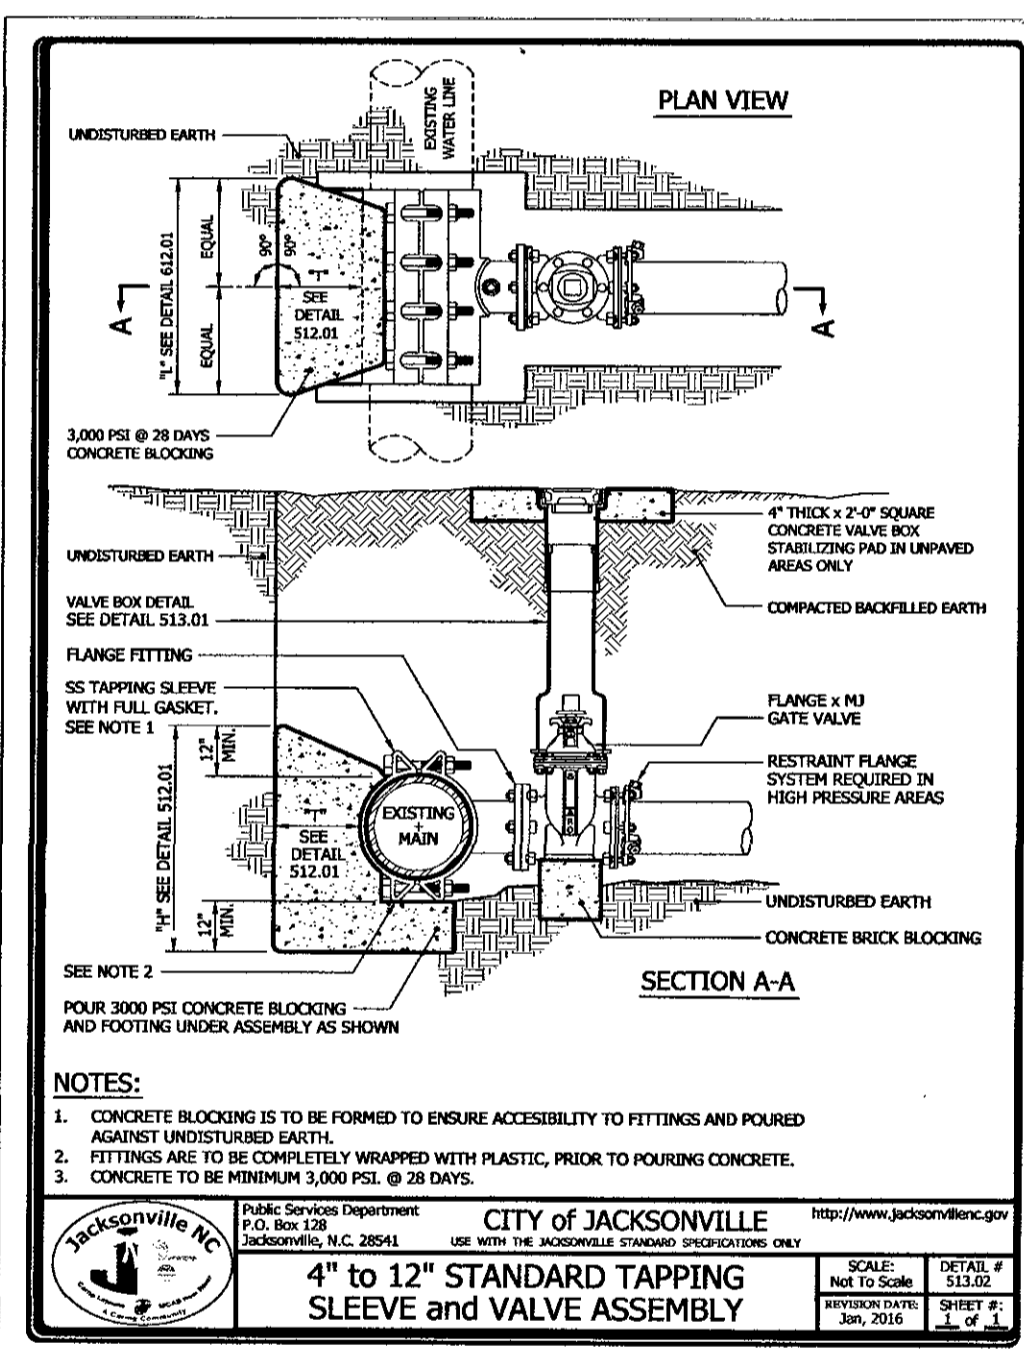 PLAN VIEW
UNDISTURBED EARTH
EXISTING
WATER LINE
"L" SEE DETAIL 612.01
EQUAL
EQUAL
90°
90°
"T"
SEE
DETAIL
512.01
A
A
3,000 PSI @ 28 DAYS
CONCRETE BLOCKING
4" THICK x 2'-0" SQUARE
CONCRETE VALVE BOX
STABILIZING PAD IN UNPAVED
AREAS ONLY
UNDISTURBED EARTH
COMPACTED BACKFILLED EARTH
VALVE BOX DETAIL
SEE DETAIL 513.01
FLANGE FITTING
SS TAPPING SLEEVE
WITH FULL GASKET.
SEE NOTE 1
FLANGE x MJ
GATE VALVE
12"
MIN.
RESTRAINT FLANGE
SYSTEM REQUIRED IN
HIGH PRESSURE AREAS
"H" SEE DETAIL 512.01
"T"
SEE
DETAIL
512.01
EXISTING
MAIN
12"
MIN.
UNDISTURBED EARTH
CONCRETE BRICK BLOCKING
SEE NOTE 2
SECTION A-A
POUR 3000 PSI CONCRETE BLOCKING
AND FOOTING UNDER ASSEMBLY AS SHOWN
NOTES:
1. CONCRETE BLOCKING IS TO BE FORMED TO ENSURE ACCESIBILITY TO FITTINGS AND POURED
AGAINST UNDISTURBED EARTH.
2. FITTINGS ARE TO BE COMPLETELY WRAPPED WITH PLASTIC, PRIOR TO POURING CONCRETE.
3. CONCRETE TO BE MINIMUM 3,000 PSI. @ 28 DAYS.
Jacksonville NC
A Caring Community
Public Services Department
P.O. Box 128
Jacksonville, N.C. 28541
CITY of JACKSONVILLE
USE WITH THE JACKSONVILLE STANDARD SPECIFICATIONS ONLY
http://www.jacksonvillenc.gov
4" to 12" STANDARD TAPPING
SLEEVE and VALVE ASSEMBLY
SCALE:
Not To Scale
DETAIL #
513.02
REVISION DATE:
Jan, 2016
SHEET #:
1 of 1